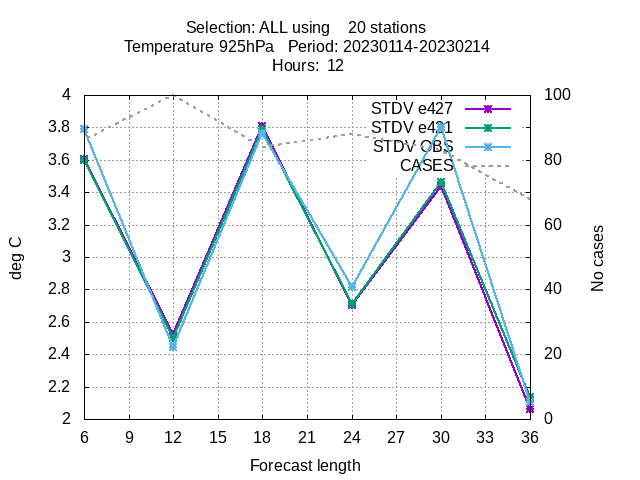 Selection: ALL using    20 stations
Temperature 925hPa   Period: 20230114-20230214
Hours:  12
STDV e427
STDV e431
STDV OBS
CASES
4
3.8
3.6
3.4
3.2
3
2.8
2.6
2.4
2.2
2
100
80
60
40
20
0
deg C
No cases
6 9 12 15 18 21 24 27 30 33 36
Forecast length